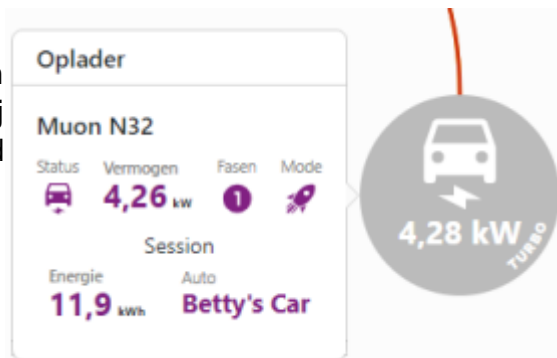 Oplader
Muon N32
Status Vermogen Fasen Mode
4,26 kW 1
Session
Energie Auto
11,9 kWh Betty's Car
4,28 kW
TURBO